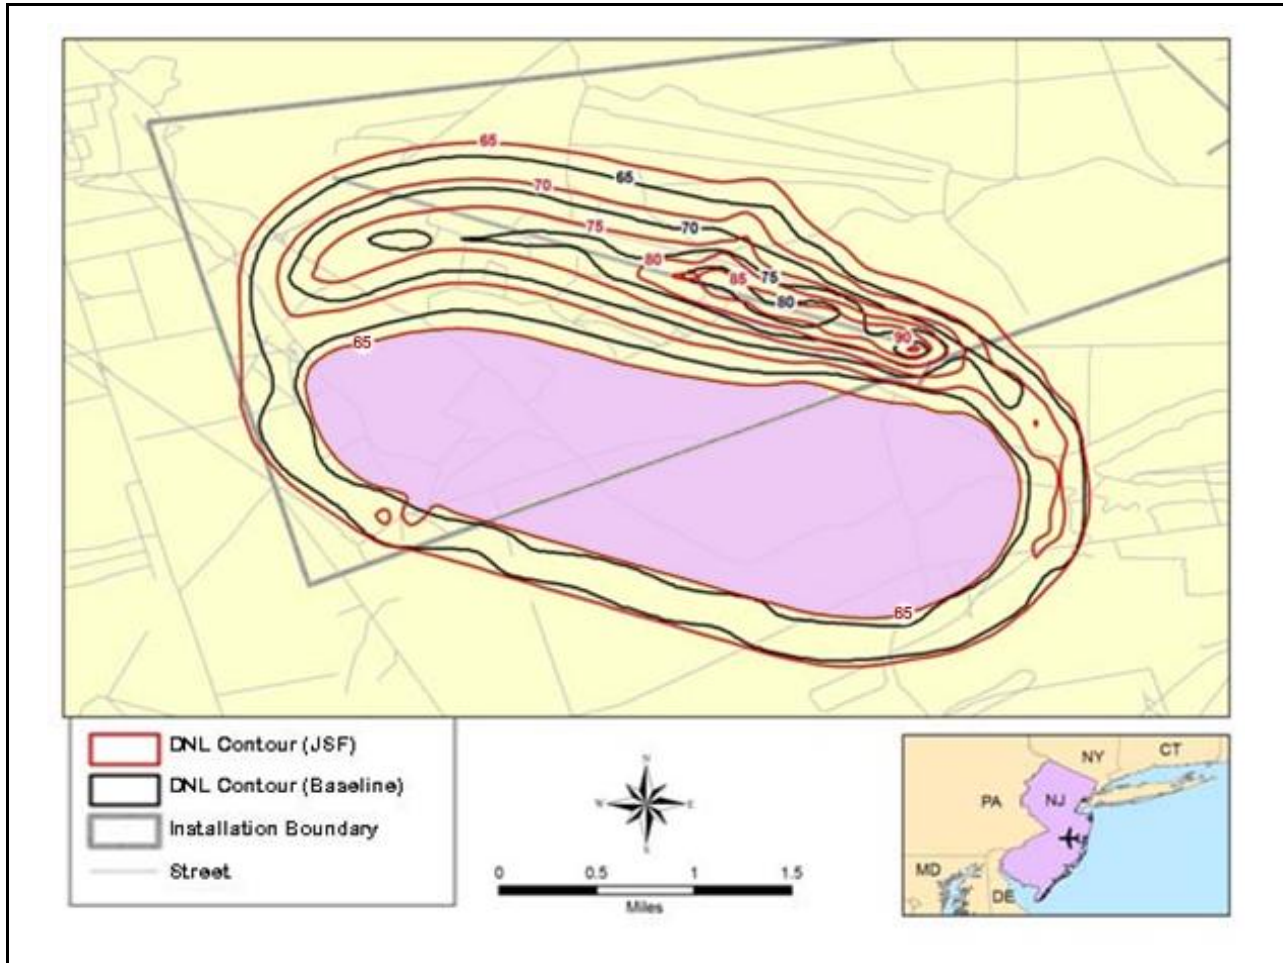 65
65
70
70
75
80
75
85
80
90
65
65
DNL Contour (JSF)
DNL Contour (Baseline)
Installation Boundary
Street
N
W E
S
0 0.5 1 1.5
Miles
NY CT
PA NJ
MD
DE